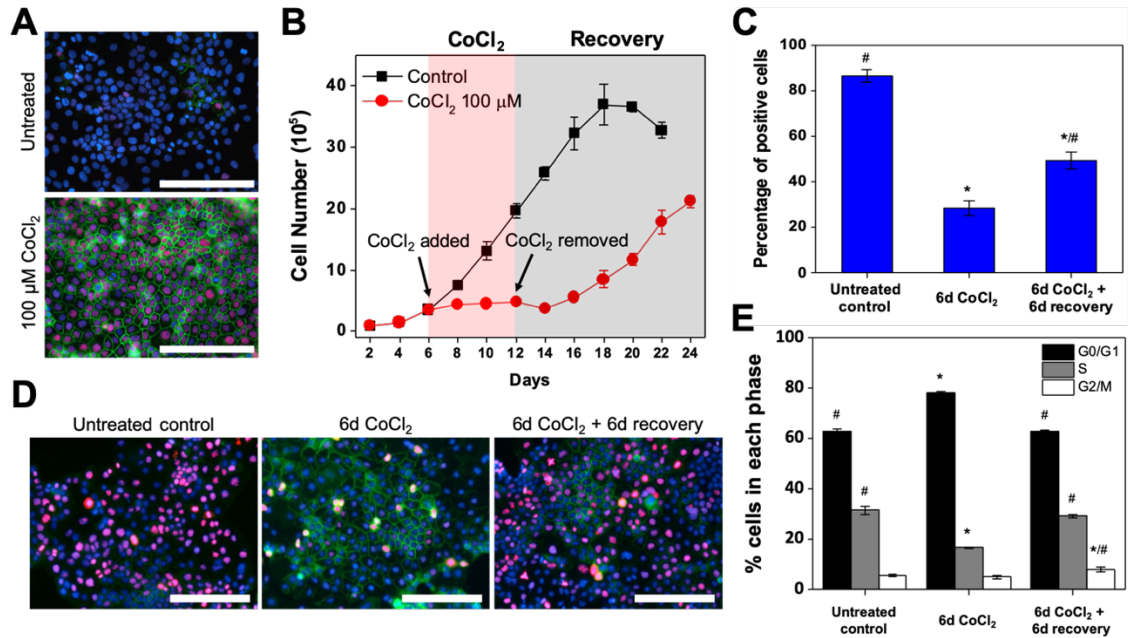 A
Untreated
100 µM CoCl₂
B
CoCl₂
Recovery
Control
CoCl₂ 100 µM
CoCl₂ added
CoCl₂ removed
Cell Number (10⁵)
40
30
20
10
0
2 4 6 8 10 12 14 16 18 20 22 24
Days
C
Percentage of positive cells
100
80
60
40
20
0
#
*
*/#
Untreated
control
6d CoCl₂
6d CoCl₂ +
6d recovery
D
Untreated control
6d CoCl₂
6d CoCl₂ + 6d recovery
E
% cells in each phase
100
80
60
40
20
0
G0/G1
S
G2/M
#
#
*
*
#
#
*/#
Untreated
control
6d CoCl₂
6d CoCl₂ +
6d recovery